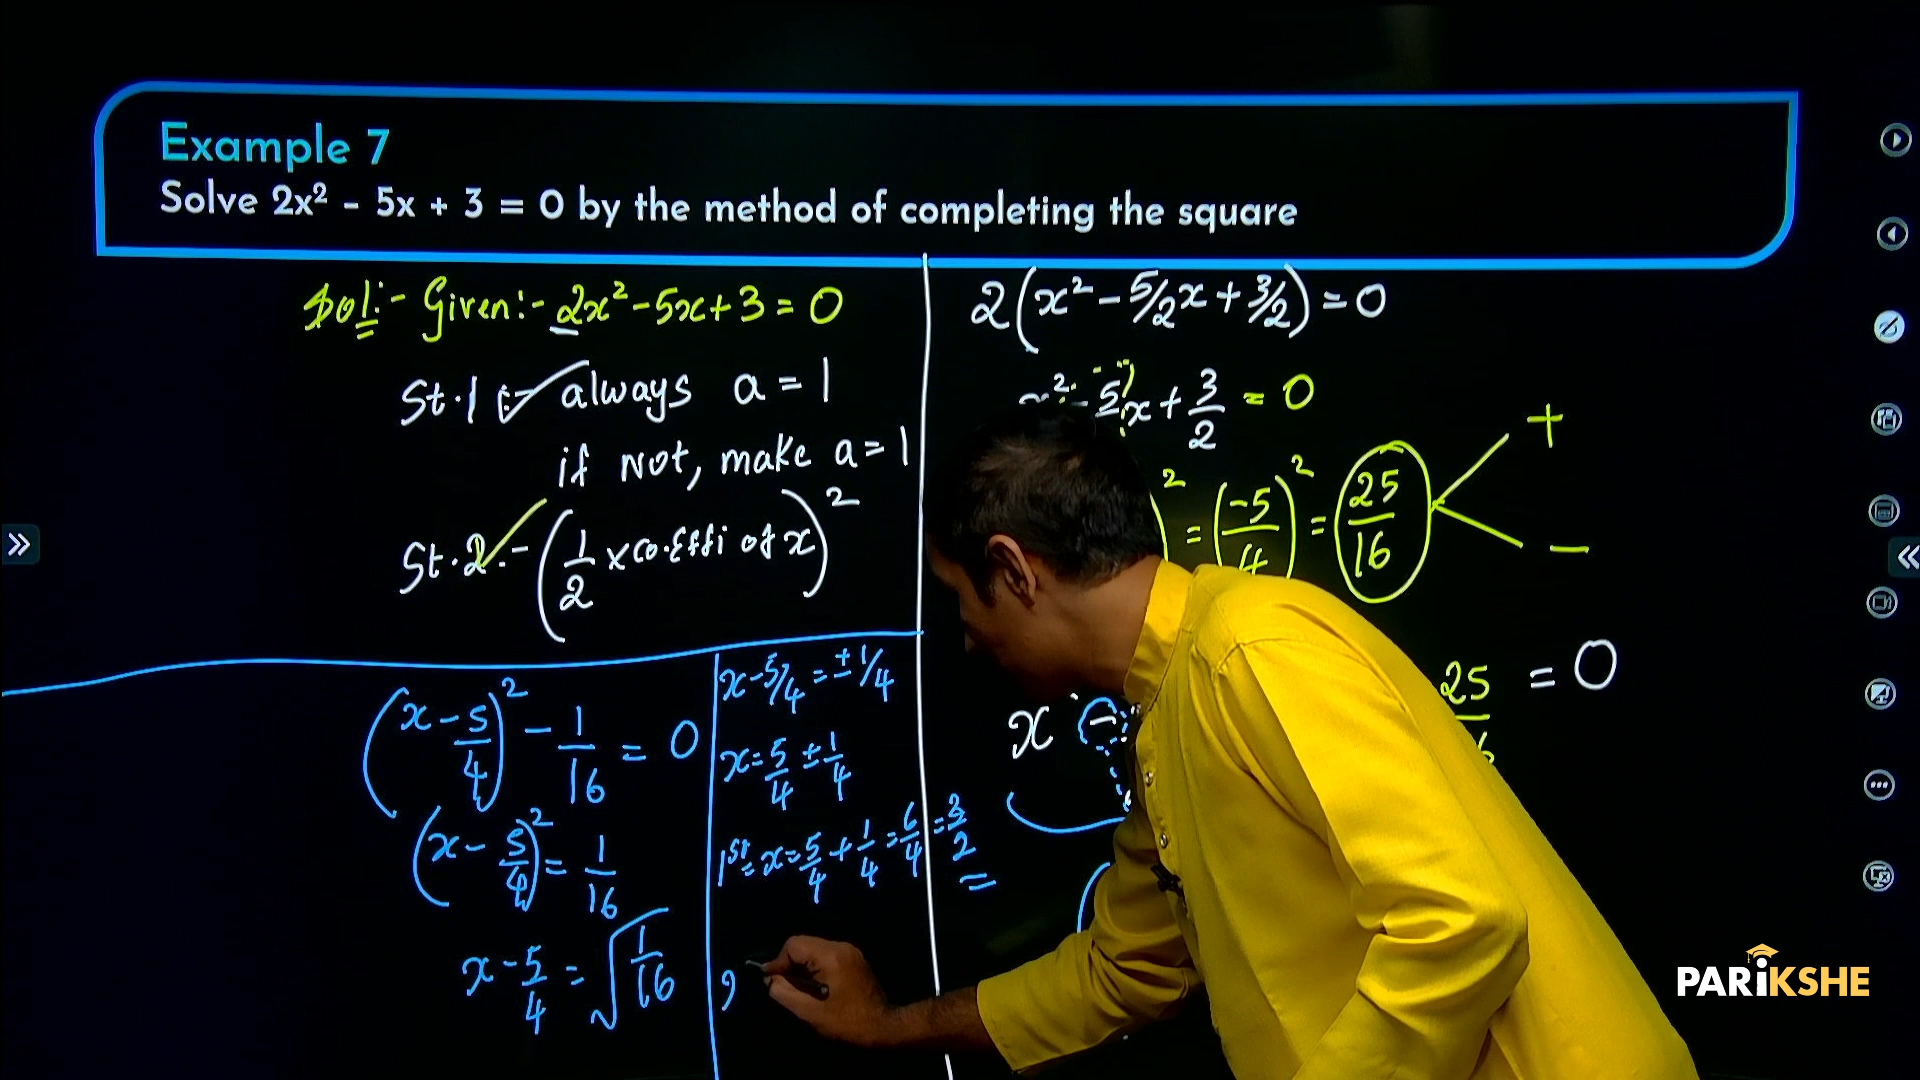 Example 7
Solve 2x² - 5x + 3 = 0 by the method of completing the square
Sol:- Given:- 2x² - 5x + 3 = 0
St.1 :- always a = 1
if not, make a = 1
St.2 :- (1/2 × co.effi of x)²
(x - 5/4)² - 1/16 = 0
(x - 5/4)² = 1/16
x - 5/4 = √1/16
x - 5/4 = ± 1/4
x = 5/4 ± 1/4
1st = x = 5/4 + 1/4 = 6/4 = 3/2
2(x² - 5/2x + 3/2) = 0
x² - 5 x + 3/2 = 0
² = (-5/4)² = 25/16
+
-
25 = 0
x -
PARiKSHE